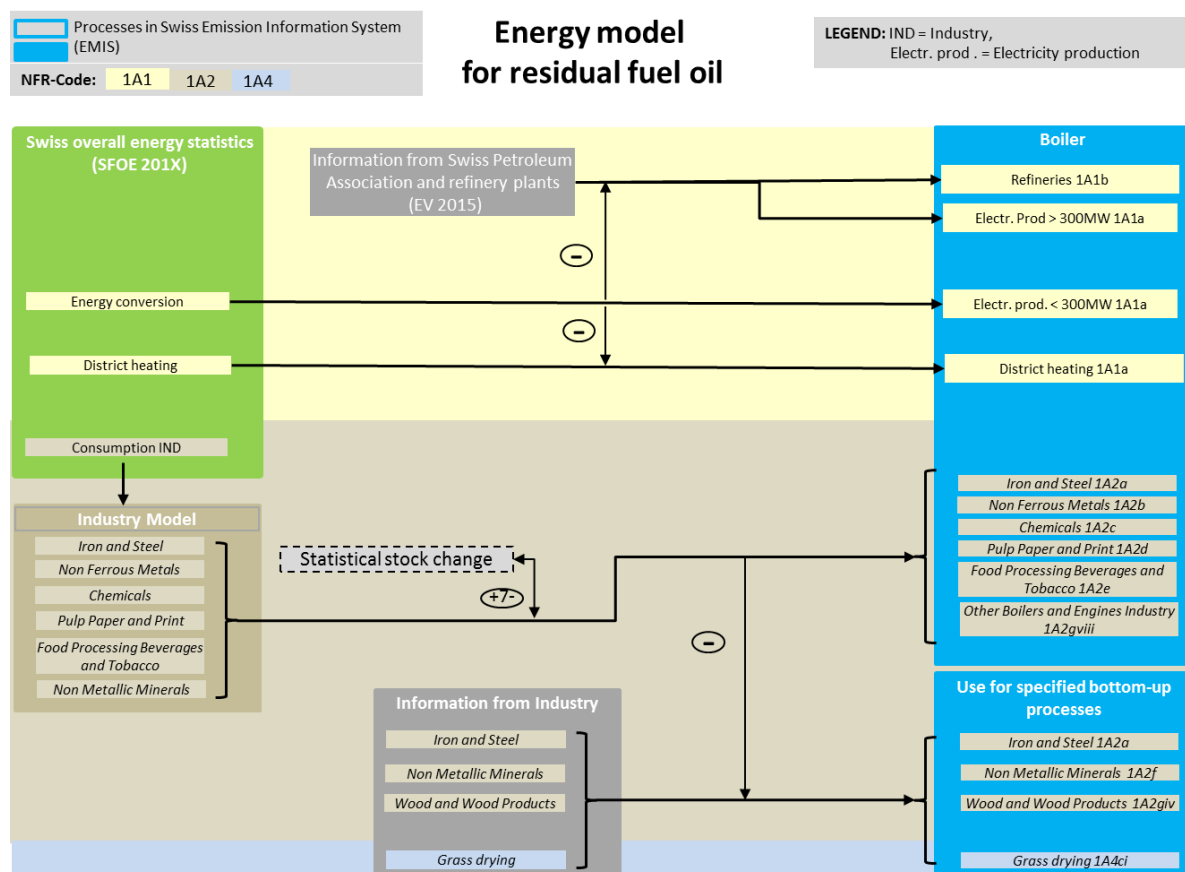 Processes in Swiss Emission Information System
(EMIS)
NFR-Code:
1A1
1A2
1A4
Energy model
for residual fuel oil
LEGEND: IND = Industry,
Electr. prod . = Electricity production
Swiss overall energy statistics
(SFOE 201X)
Energy conversion
District heating
Consumption IND
Information from Swiss Petroleum
Association and refinery plants
(EV 2015)
-
-
Boiler
Refineries 1A1b
Electr. Prod > 300MW 1A1a
Electr. prod. < 300MW 1A1a
District heating 1A1a
Iron and Steel 1A2a
Non Ferrous Metals 1A2b
Chemicals 1A2c
Pulp Paper and Print 1A2d
Food Processing Beverages and
Tobacco 1A2e
Other Boilers and Engines Industry
1A2gviii
Industry Model
Iron and Steel
Non Ferrous Metals
Chemicals
Pulp Paper and Print
Food Processing Beverages
and Tobacco
Non Metallic Minerals
Statistical stock change
+7-
-
Information from Industry
Iron and Steel
Non Metallic Minerals
Wood and Wood Products
Grass drying
Use for specified bottom-up
processes
Iron and Steel 1A2a
Non Metallic Minerals 1A2f
Wood and Wood Products 1A2giv
Grass drying 1A4ci